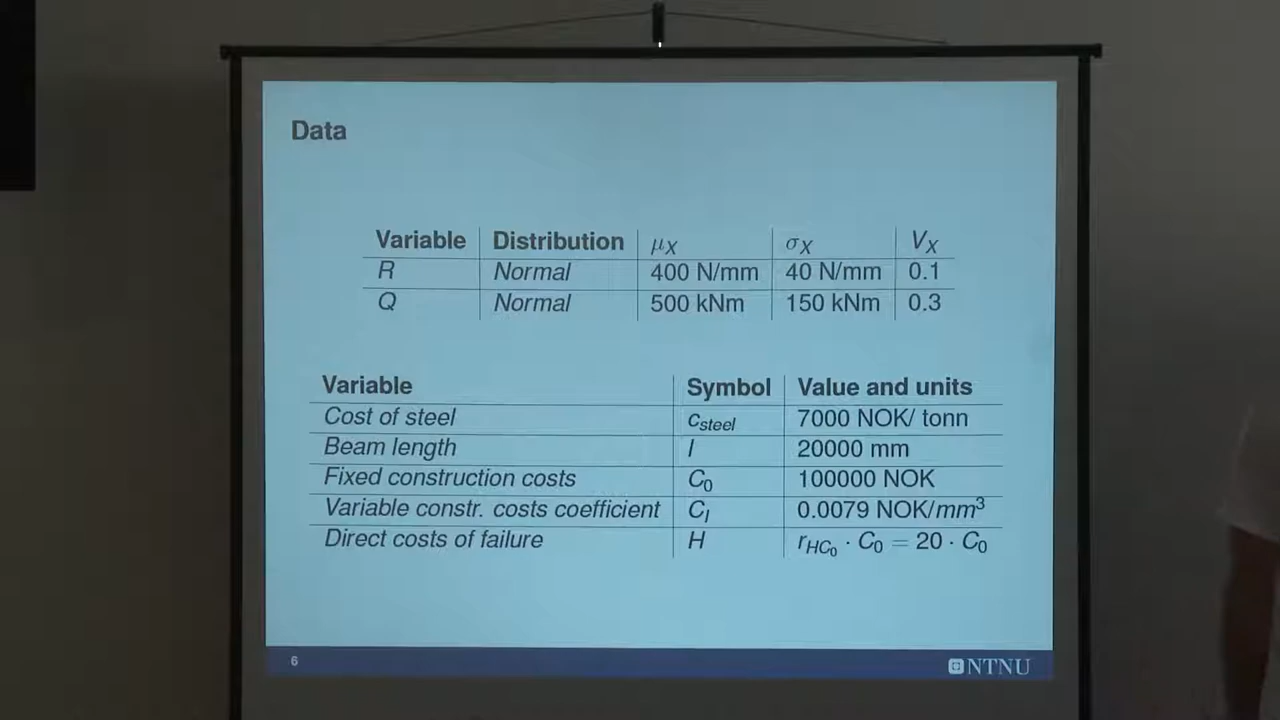 Data
Variable Distribution μX σX VX
R Normal 400 N/mm 40 N/mm 0.1
Q Normal 500 kNm 150 kNm 0.3
Variable Symbol Value and units
Cost of steel csteel 7000 NOK/ tonn
Beam length l 20000 mm
Fixed construction costs C0 100000 NOK
Variable constr. costs coefficient Cl 0.0079 NOK/mm³
Direct costs of failure H rHC0 · C0 = 20 · C0
6 NTNU